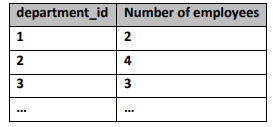 department_id Number of employees
1 2
2 4
3 3
... ...